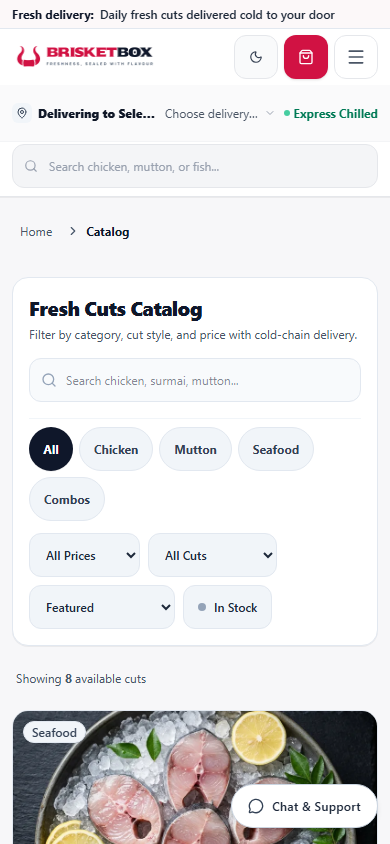 Fresh delivery: Daily fresh cuts delivered cold to your door
BRISKETBOX
FRESHNESS, SEALED WITH FLAVOUR
Delivering to Sele... Choose delivery... Express Chilled
Search chicken, mutton, or fish...
Home > Catalog
Fresh Cuts Catalog
Filter by category, cut style, and price with cold-chain delivery.
Search chicken, surmai, mutton...
All Chicken Mutton Seafood
Combos
All Prices All Cuts
Featured In Stock
Showing 8 available cuts
Seafood
Chat & Support